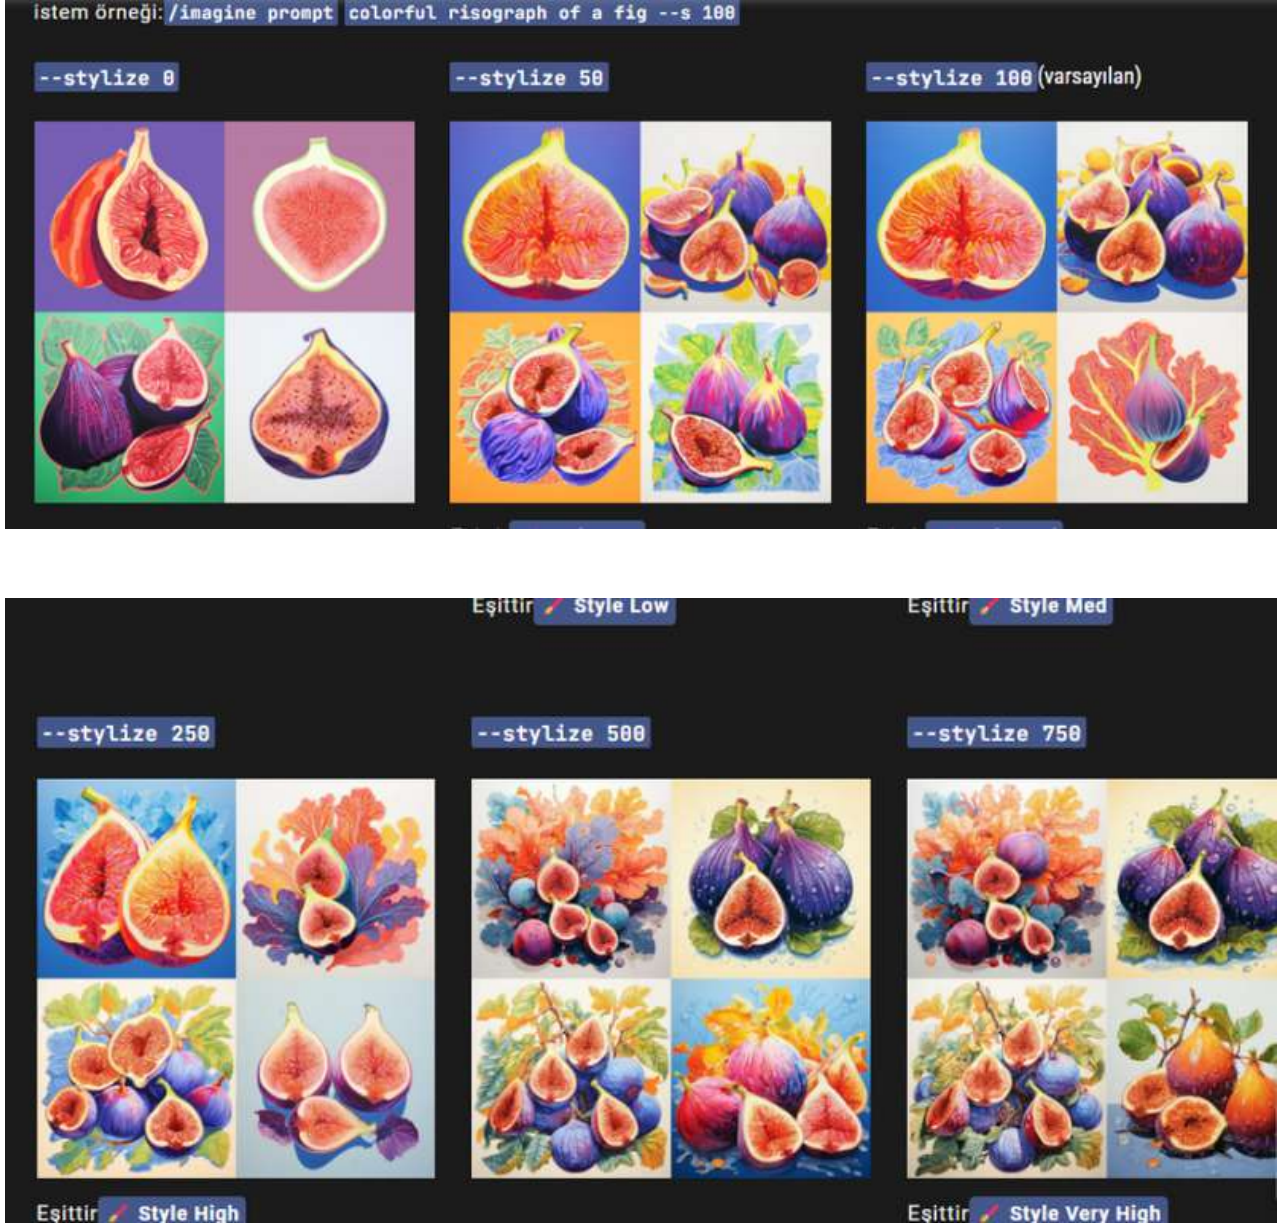 istem örneği: /imagine prompt colorful risograph of a fig --s 100
--stylize 0
--stylize 50
--stylize 100 (varsayılan)
Eşittir Style Low
Eşittir Style Med
--stylize 250
--stylize 500
--stylize 750
Eşittir Style High
Eşittir Style Very High